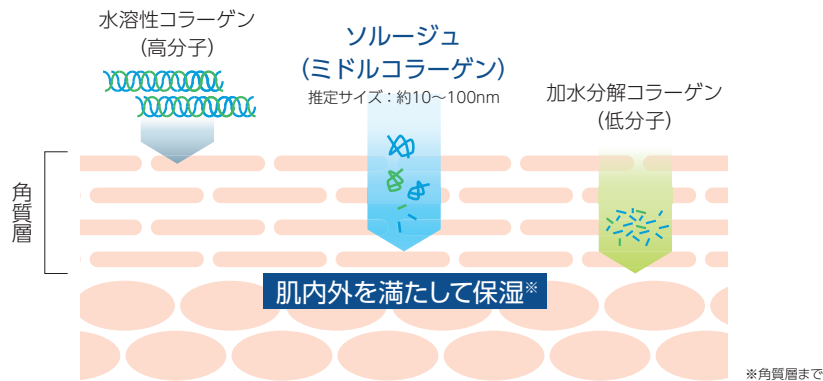 水溶性コラーゲン
(高分子)
ソルージュ
(ミドルコラーゲン)
推定サイズ：約10〜100nm
加水分解コラーゲン
(低分子)
角質層
肌内外を満たして保湿※
※角質層まで